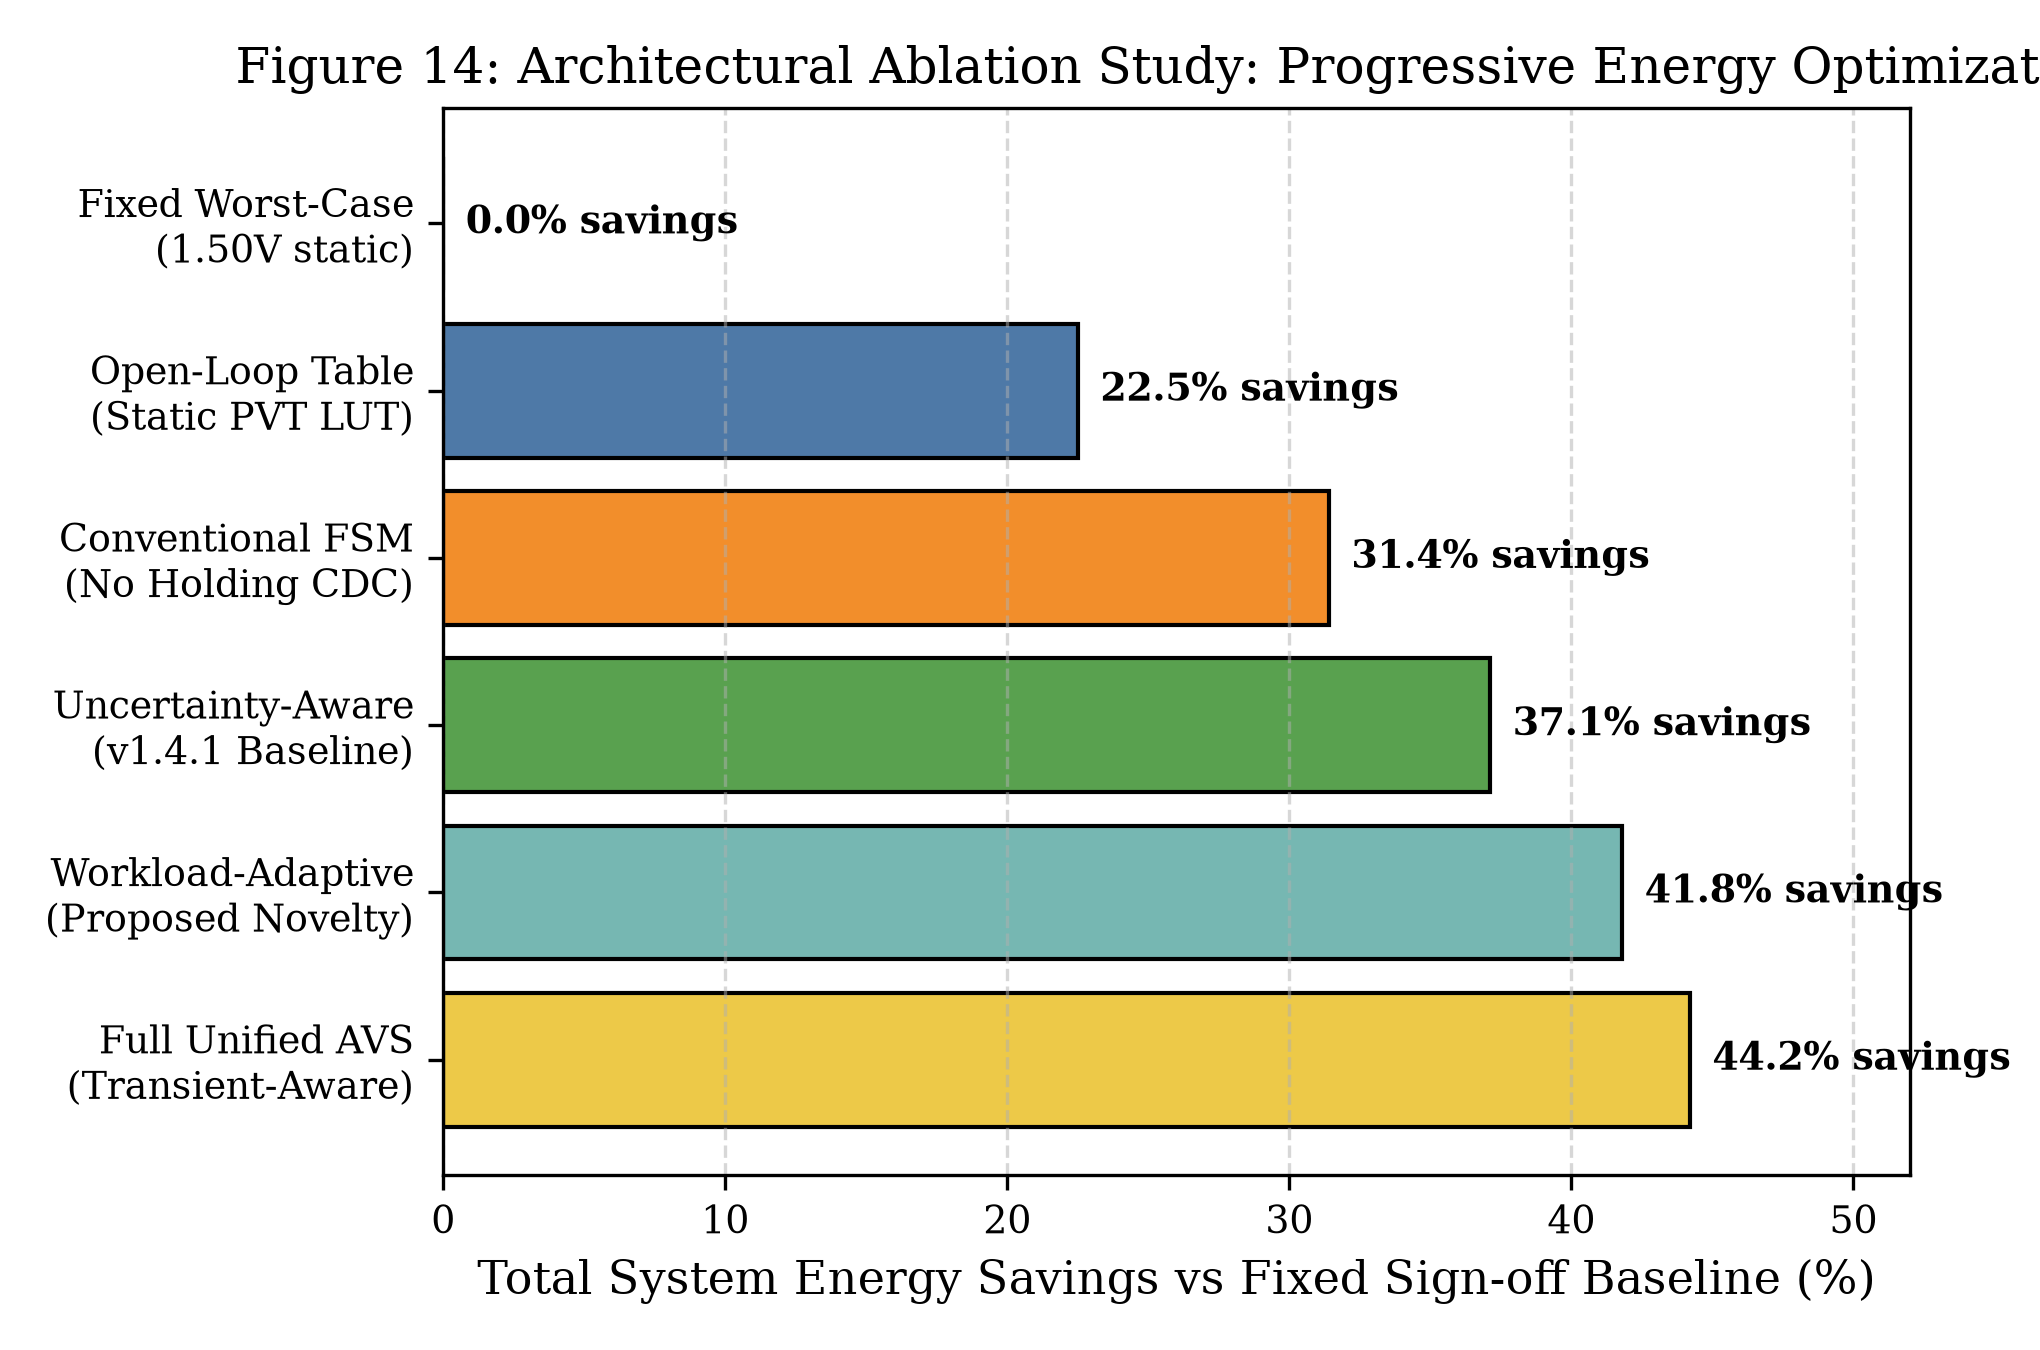 Figure 14: Architectural Ablation Study: Progressive Energy Optimizat
Fixed Worst-Case
(1.50V static)
0.0% savings
Open-Loop Table
(Static PVT LUT)
22.5% savings
Conventional FSM
(No Holding CDC)
31.4% savings
Uncertainty-Aware
(v1.4.1 Baseline)
37.1% savings
Workload-Adaptive
(Proposed Novelty)
41.8% savings
Full Unified AVS
(Transient-Aware)
44.2% savings
0 10 20 30 40 50
Total System Energy Savings vs Fixed Sign-off Baseline (%)